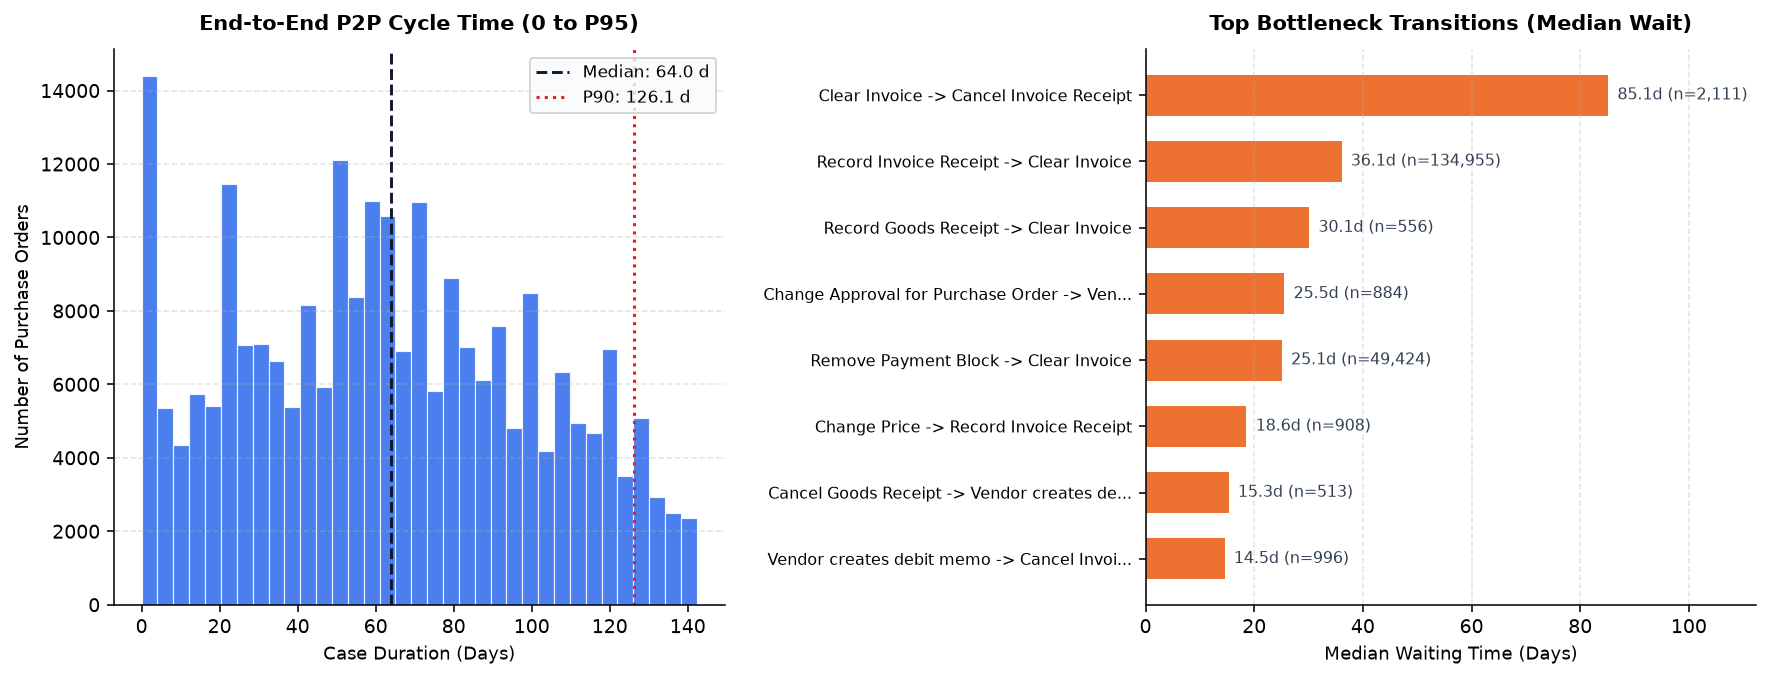 End-to-End P2P Cycle Time (0 to P95)
Number of Purchase Orders
14000
12000
10000
8000
6000
4000
2000
0
Median: 64.0 d
P90: 126.1 d
0 20 40 60 80 100 120 140
Case Duration (Days)
Top Bottleneck Transitions (Median Wait)
Clear Invoice -> Cancel Invoice Receipt 85.1d (n=2,111)
Record Invoice Receipt -> Clear Invoice 36.1d (n=134,955)
Record Goods Receipt -> Clear Invoice 30.1d (n=556)
Change Approval for Purchase Order -> Ven... 25.5d (n=884)
Remove Payment Block -> Clear Invoice 25.1d (n=49,424)
Change Price -> Record Invoice Receipt 18.6d (n=908)
Cancel Goods Receipt -> Vendor creates de... 15.3d (n=513)
Vendor creates debit memo -> Cancel Invoi... 14.5d (n=996)
0 20 40 60 80 100
Median Waiting Time (Days)